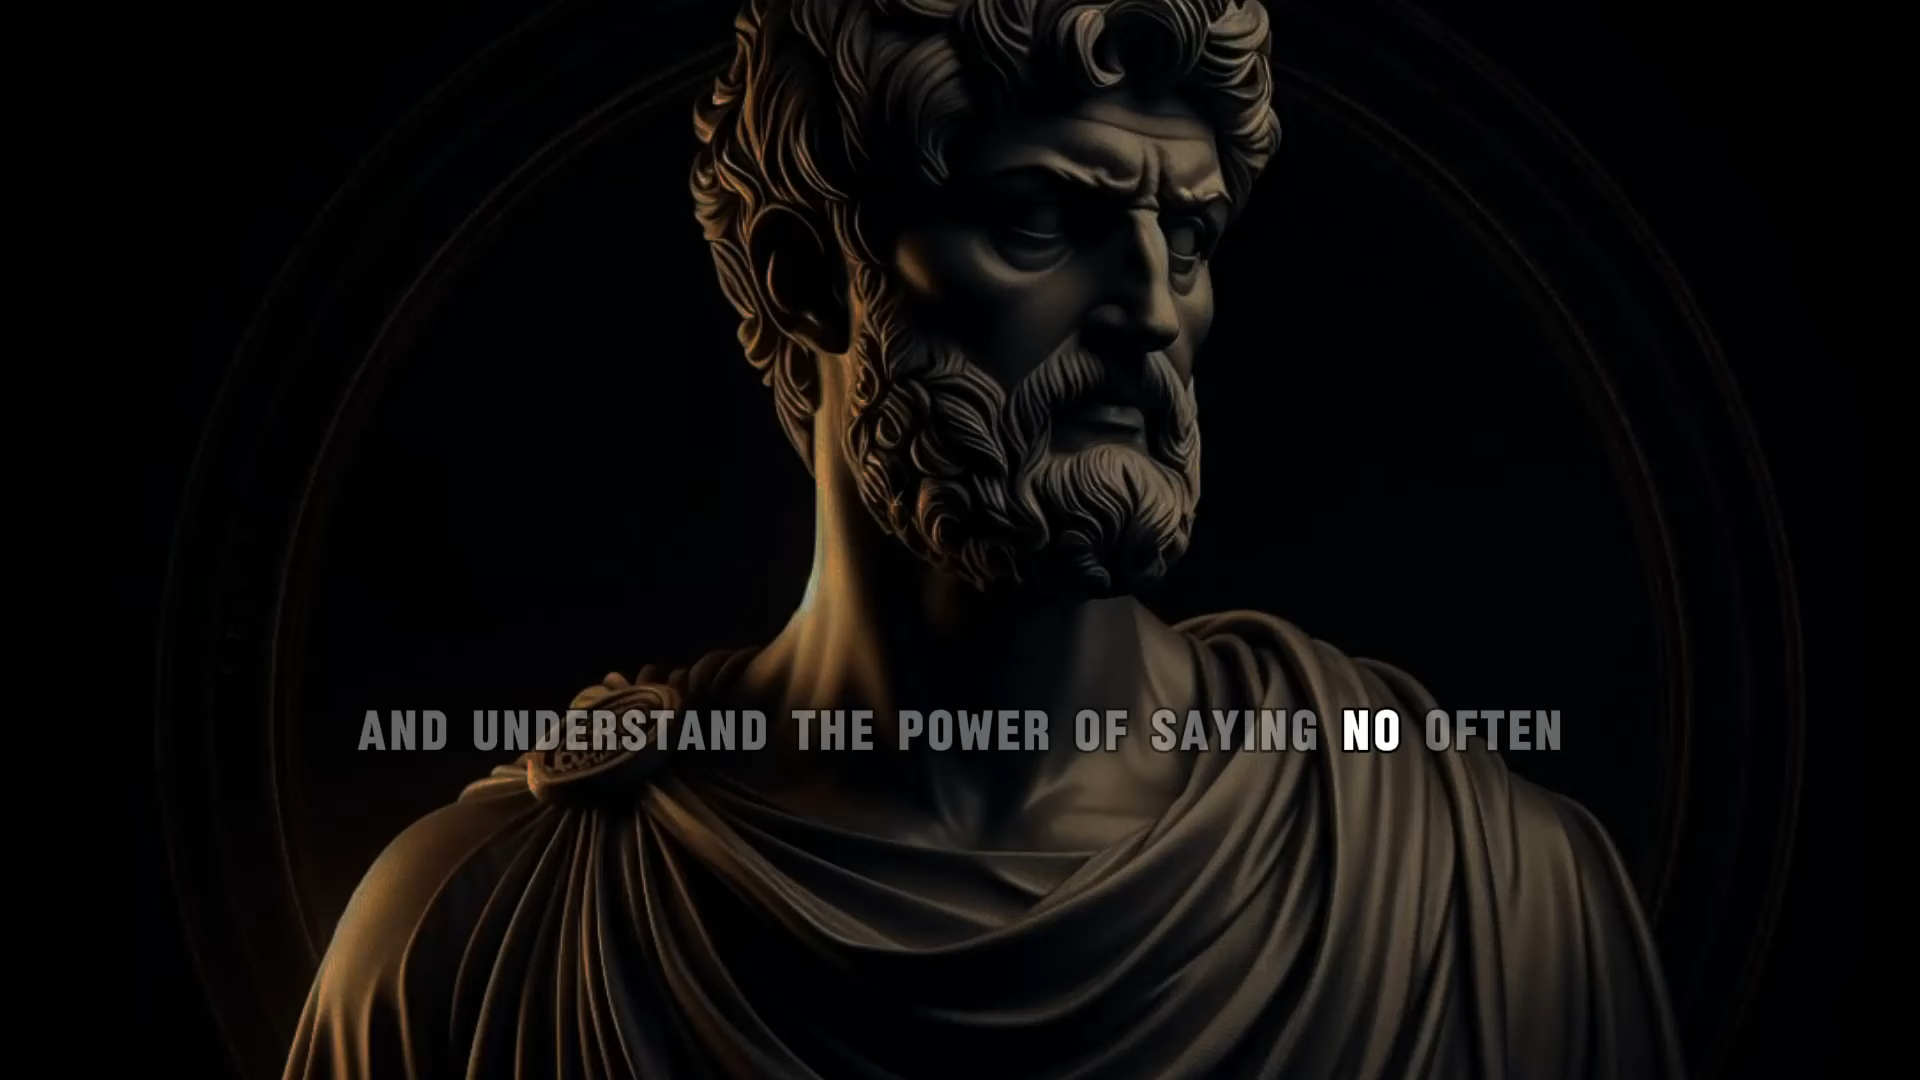 AND UNDERSTAND THE POWER OF SAYING NO OFTEN